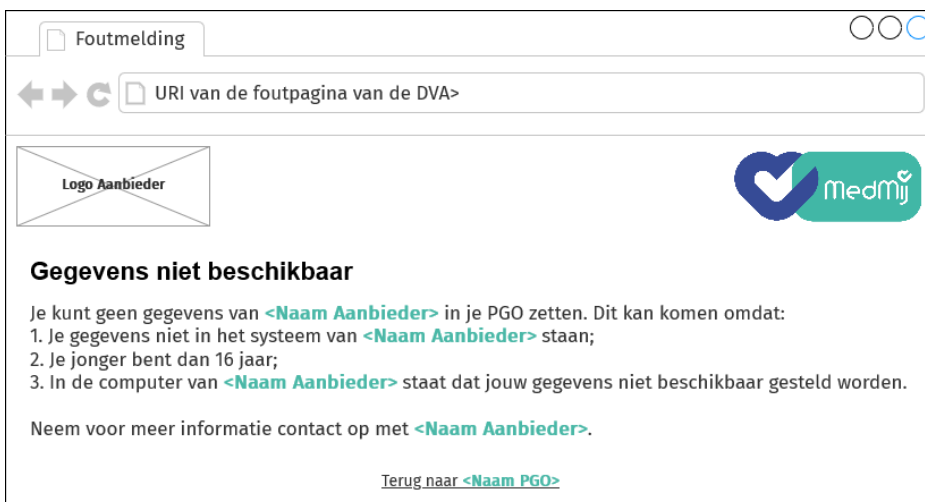 Foutmelding
URI van de foutpagina van de DVA>
Logo Aanbieder
MedMij
Gegevens niet beschikbaar
Je kunt geen gegevens van <Naam Aanbieder> in je PGO zetten. Dit kan komen omdat:
1. Je gegevens niet in het systeem van <Naam Aanbieder> staan;
2. Je jonger bent dan 16 jaar;
3. In de computer van <Naam Aanbieder> staat dat jouw gegevens niet beschikbaar gesteld worden.
Neem voor meer informatie contact op met <Naam Aanbieder>.
Terug naar <Naam PGO>